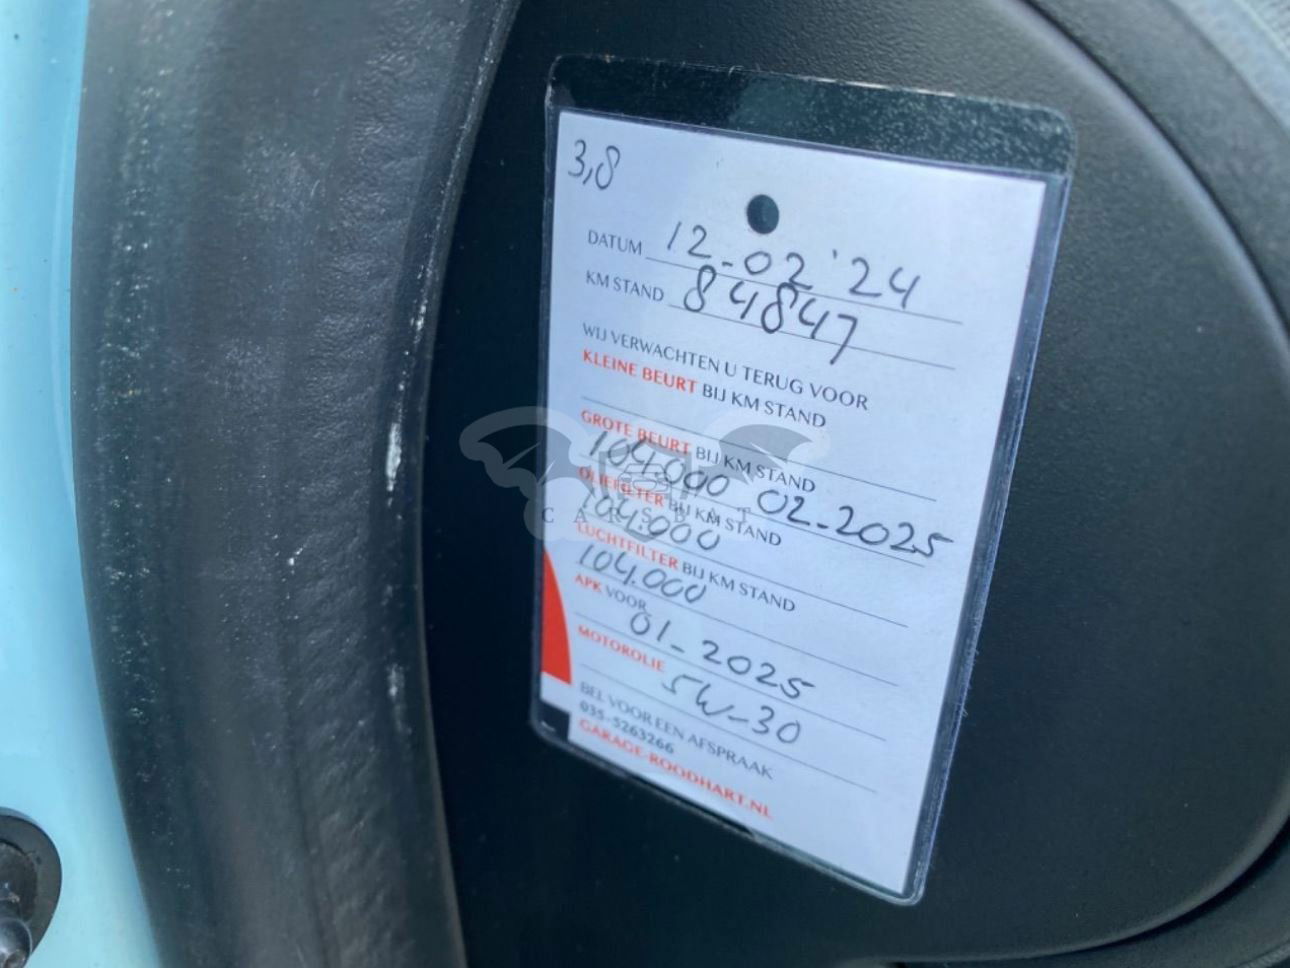 3,8
DATUM 12-02 '24
KM STAND 84847
WIJ VERWACHTEN U TERUG VOOR
KLEINE BEURT BIJ KM STAND
GROTE BEURT BIJ KM STAND
104.000 02-2025
OLIEFILTER BIJ KM STAND
104.000
LUCHTFILTER BIJ KM STAND
104.000
APK VOOR
01-2025
MOTOROLIE
5W-30
BEL VOOR EEN AFSPRAAK
035-5263266
GARAGE-ROODHART.NL
CARSBAT